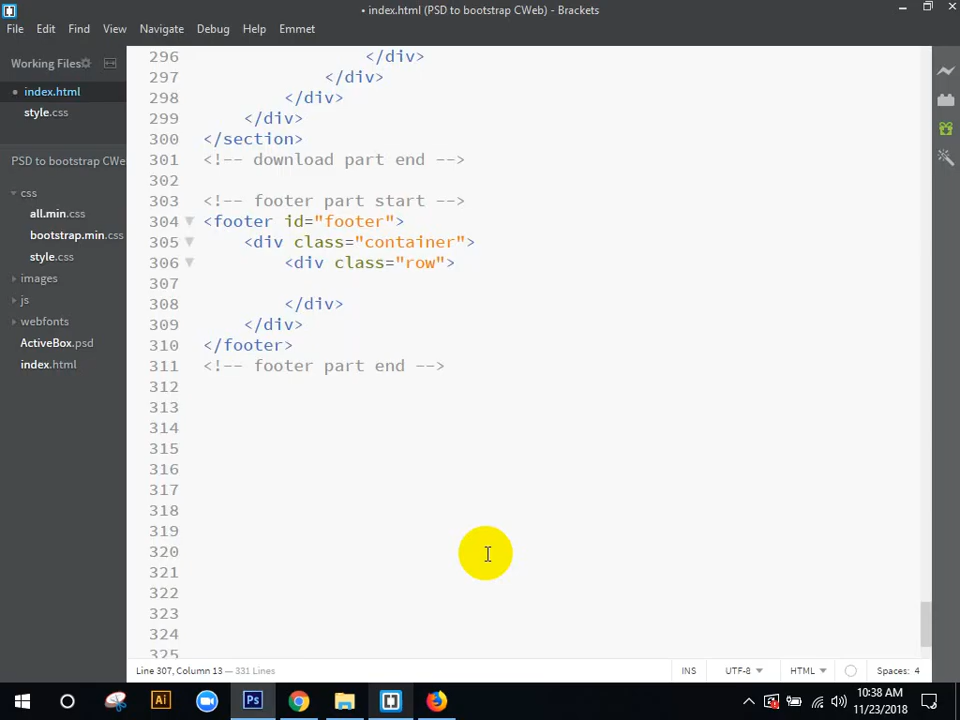 • index.html (PSD to bootstrap CWeb) - Brackets
File Edit Find View Navigate Debug Help Emmet
Working Files
• index.html
style.css
PSD to bootstrap CWe
css
all.min.css
bootstrap.min.css
style.css
images
js
webfonts
ActiveBox.psd
index.html
296 </div>
297 </div>
298 </div>
299 </div>
300 </section>
301 <!-- download part end -->
302
303 <!-- footer part start -->
304 <footer id="footer">
305 <div class="container">
306 <div class="row">
307
308 </div>
309 </div>
310 </footer>
311 <!-- footer part end -->
312
313
314
315
316
317
318
319
320
321
322
323
324
325
Line 307, Column 13 — 331 Lines
INS UTF-8 HTML Spaces: 4
Ai Ps
10:38 AM
11/23/2018